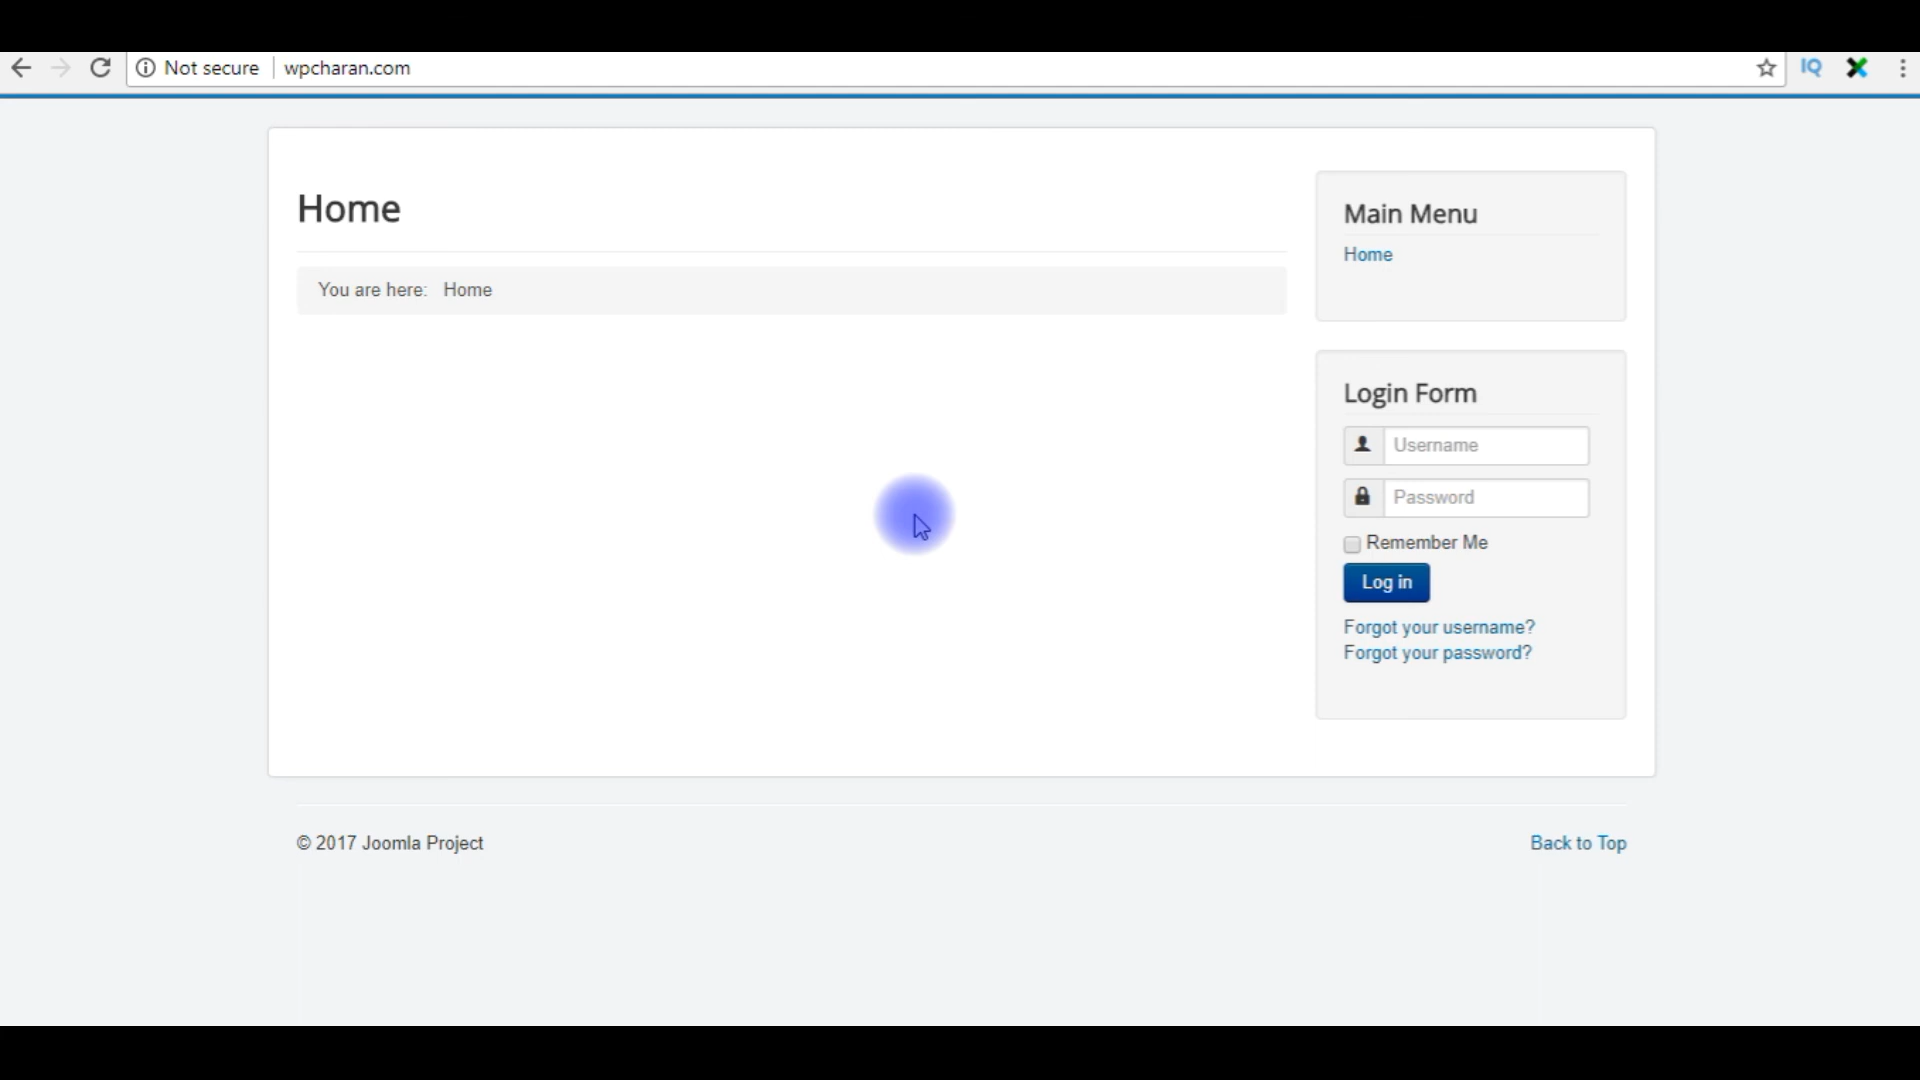 Not secure wpcharan.com
IQ
Home
You are here: Home
Main Menu
Home
Login Form
Username
Password
Remember Me
Log in
Forgot your username?
Forgot your password?
© 2017 Joomla Project
Back to Top